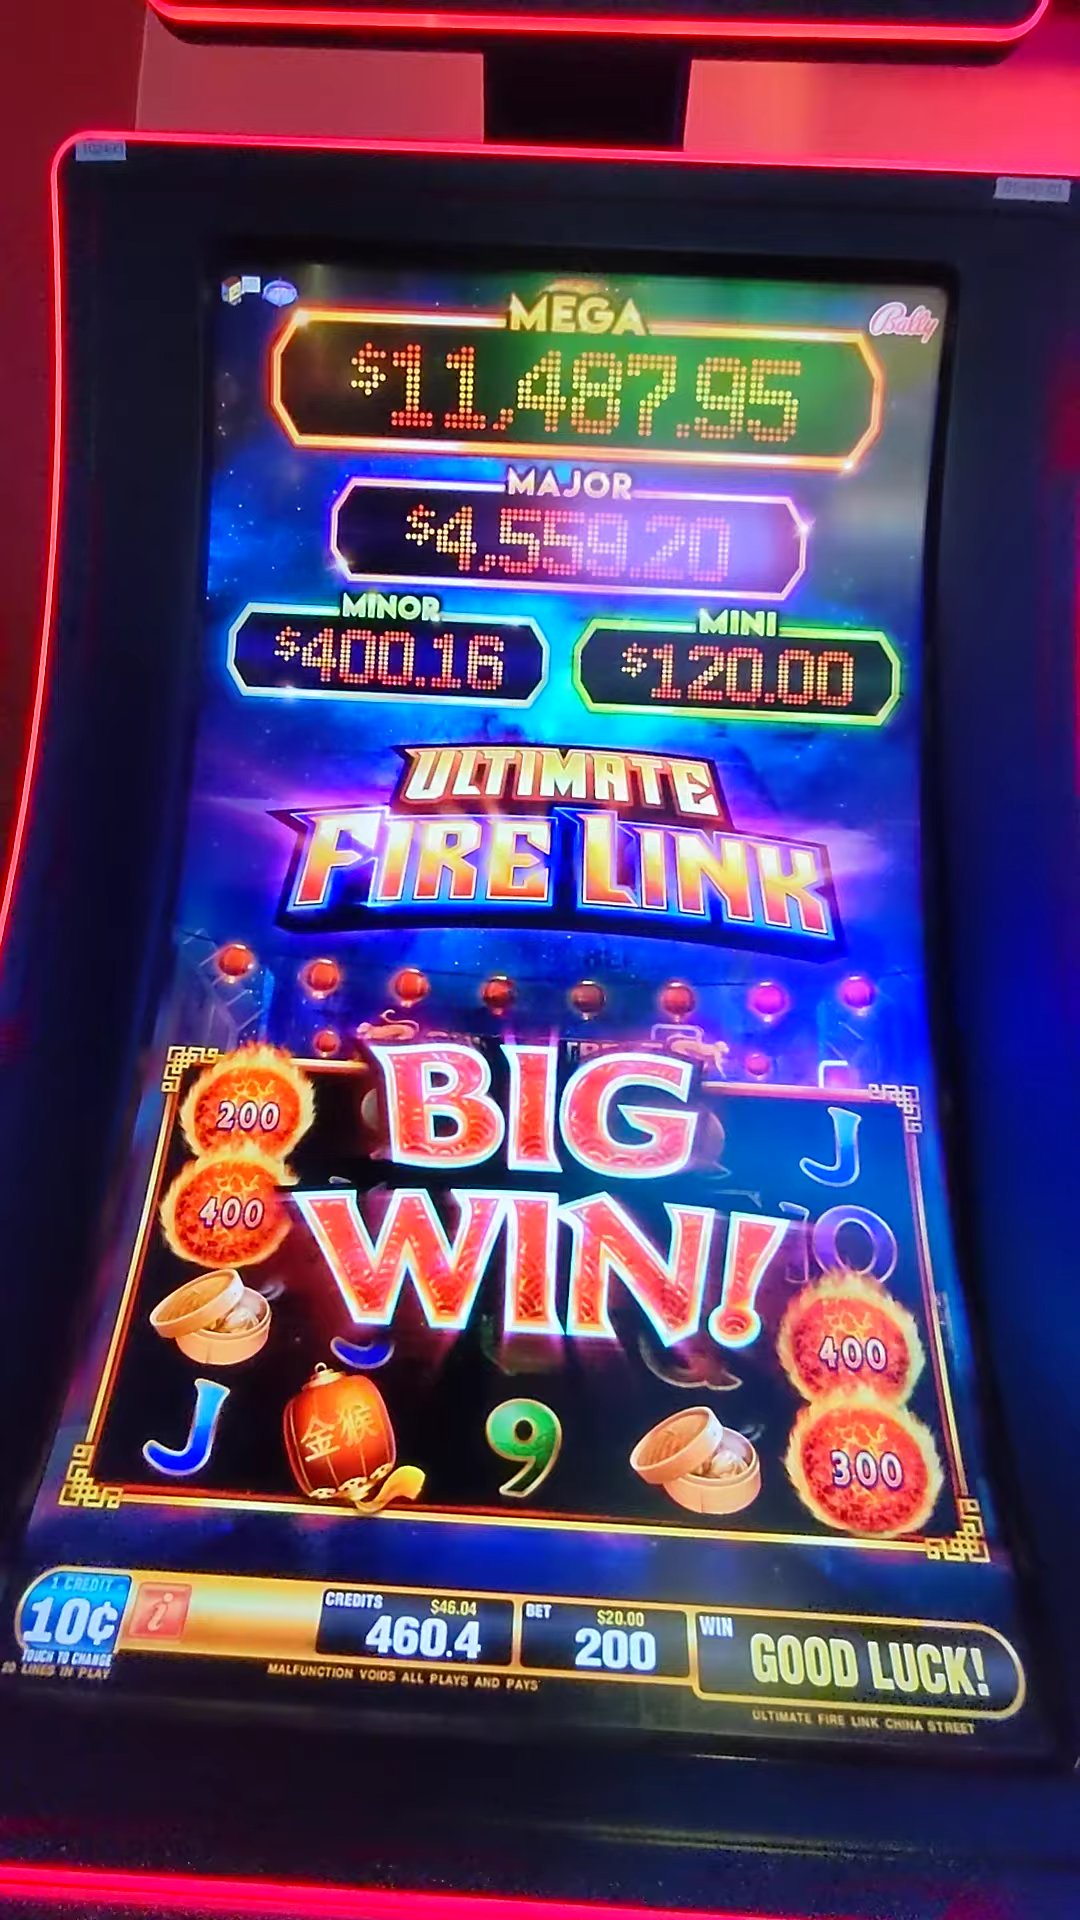 MEGA
Bally
$11,487.95
MAJOR
$4,559.20
MINOR
MINI
$400.16
$120.00
ULTIMATE
FIRE LINK
BIG
WIN!
200
J
400
10
400
J
金猴
9
300
1 CREDIT
10¢
TOUCH TO CHANGE
20 LINES IN PLAY
i
CREDITS
$46.04
460.4
BET
$20.00
200
WIN
GOOD LUCK!
MALFUNCTION VOIDS ALL PLAYS AND PAYS
ULTIMATE FIRE LINK CHINA STREET